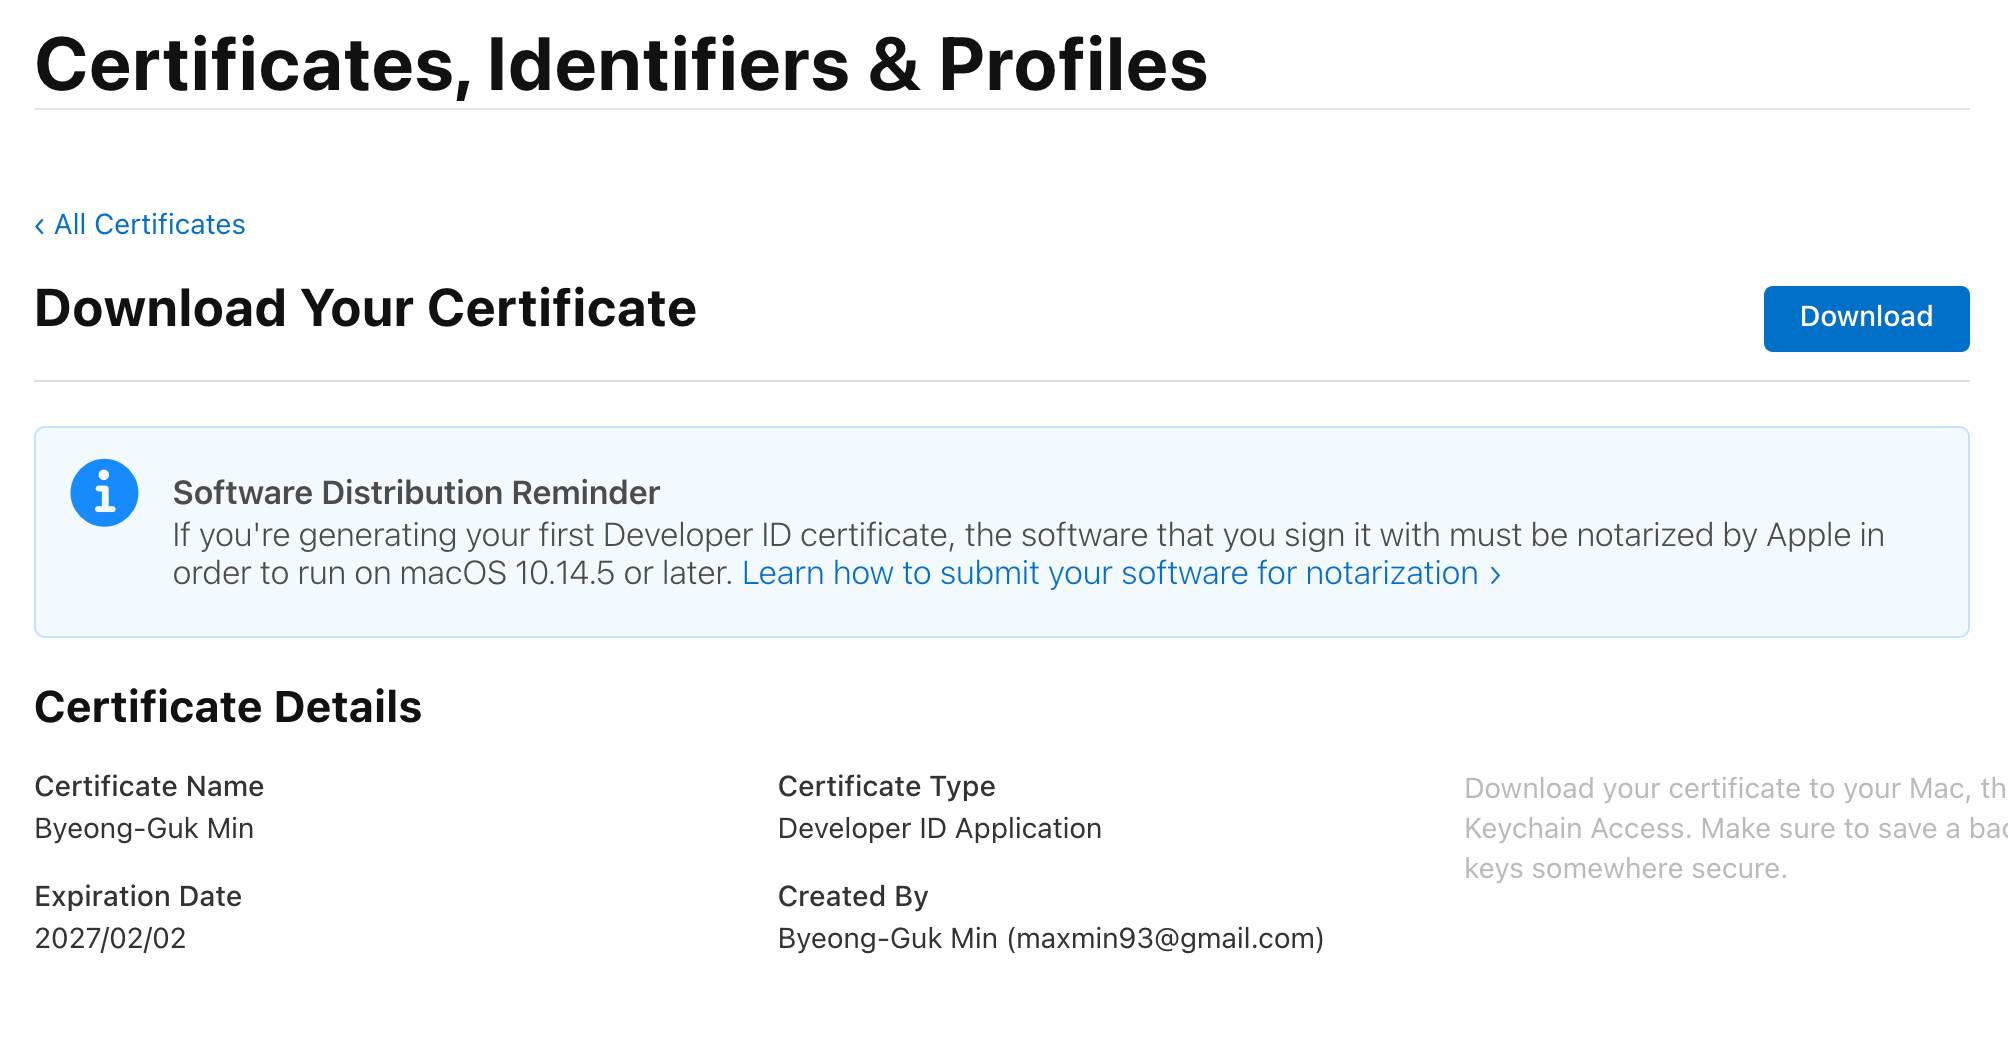 Certificates, Identifiers & Profiles
‹ All Certificates
Download Your Certificate
Download
Software Distribution Reminder
If you're generating your first Developer ID certificate, the software that you sign it with must be notarized by Apple in
order to run on macOS 10.14.5 or later. Learn how to submit your software for notarization ›
Certificate Details
Certificate Name
Byeong-Guk Min
Certificate Type
Developer ID Application
Expiration Date
2027/02/02
Created By
Byeong-Guk Min (maxmin93@gmail.com)
Download your certificate to your Mac, th
Keychain Access. Make sure to save a bac
keys somewhere secure.